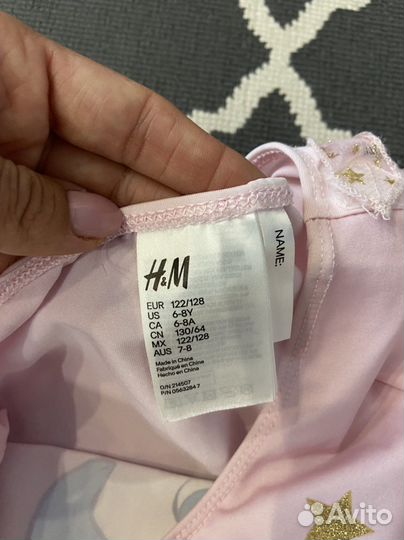 H&M
EUR 122/128
US 6-8Y
CA 6-8A
CN 130/64
MX 122/128
AUS 7-8
Made in China
Fabriqué en Chine
Hecho en China
O/N:214507
P/N 0563284 7
NAME:
Avito